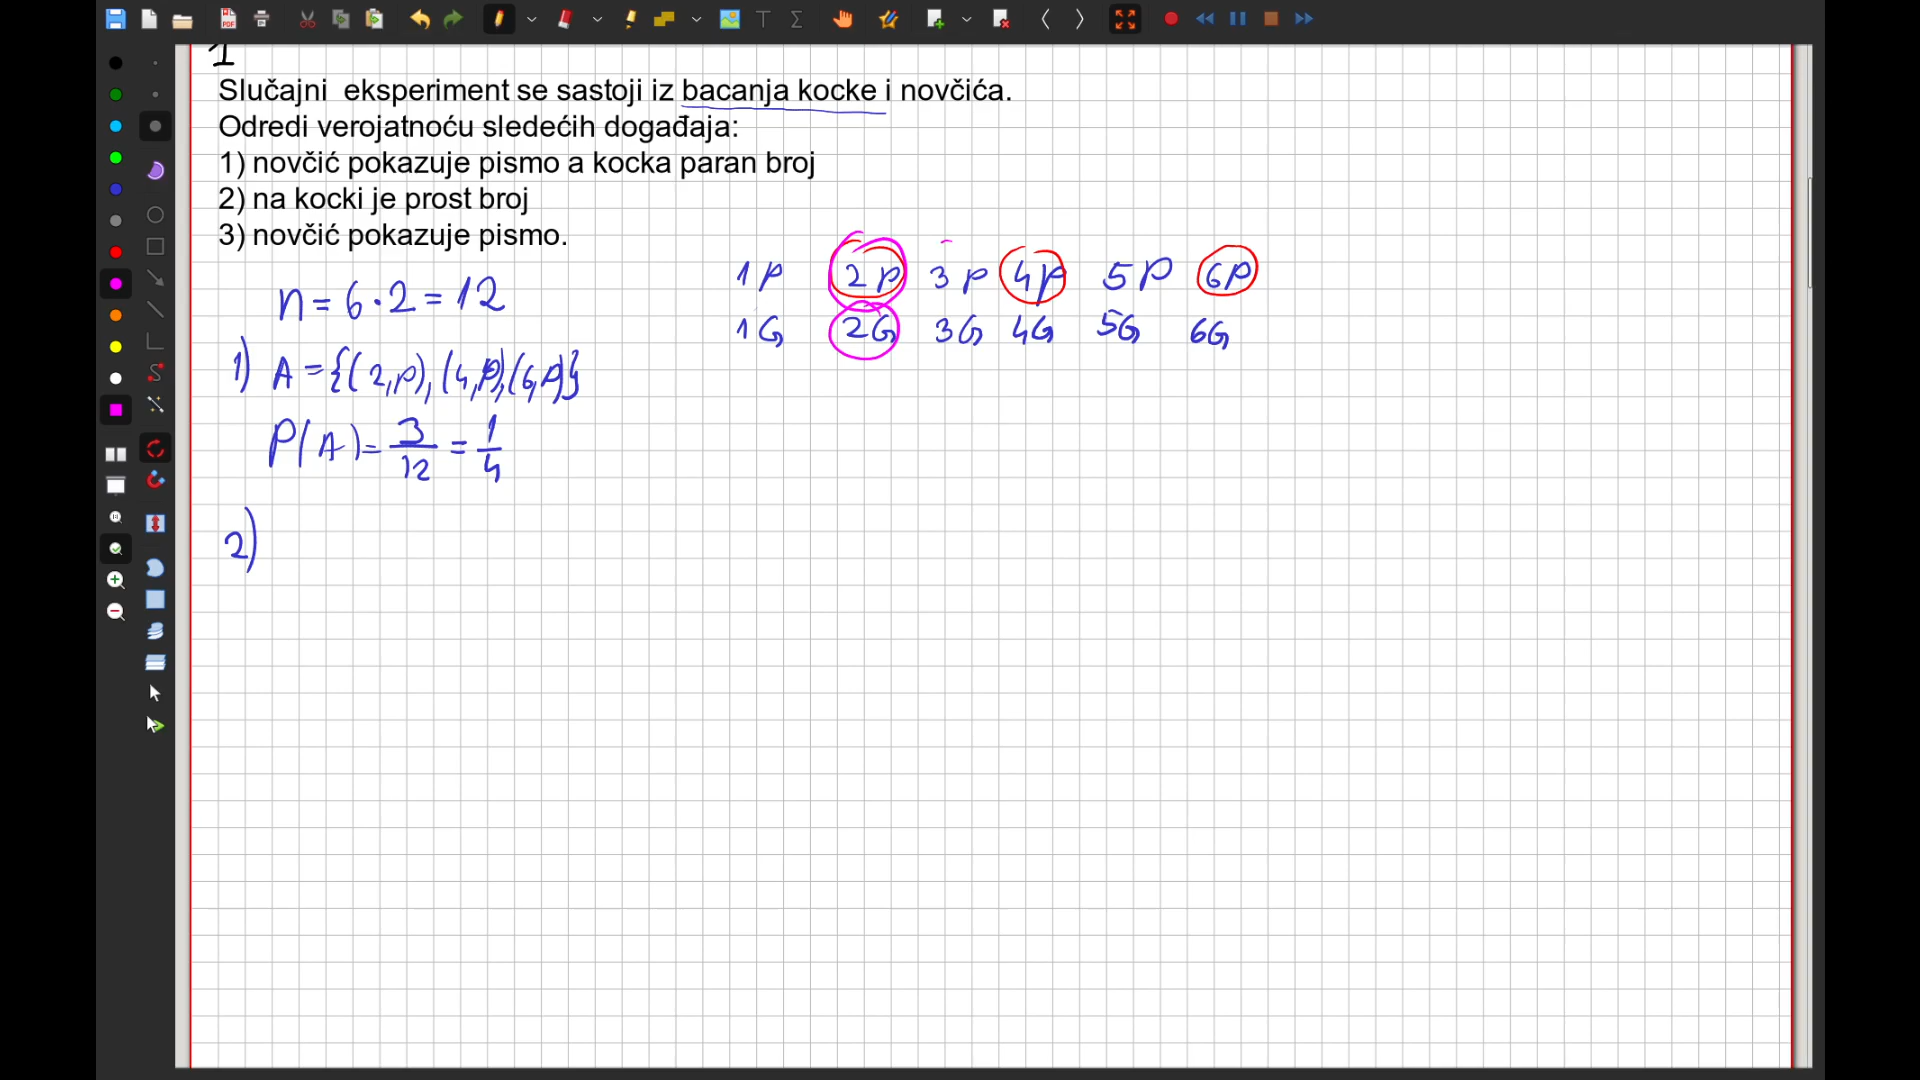 1
Slučajni eksperiment se sastoji iz bacanja kocke i novčića.
Odredi verojatnoću sledećih događaja:
1) novčić pokazuje pismo a kocka paran broj
2) na kocki je prost broj
3) novčić pokazuje pismo.
1P 2P 3P 4P 5P 6P
n = 6 · 2 = 12
1G 2G 3G 4G 5G 6G
1) A = {(2,P), (4,P), (6,P)}
P(A) = 3/12 = 1/4
2)